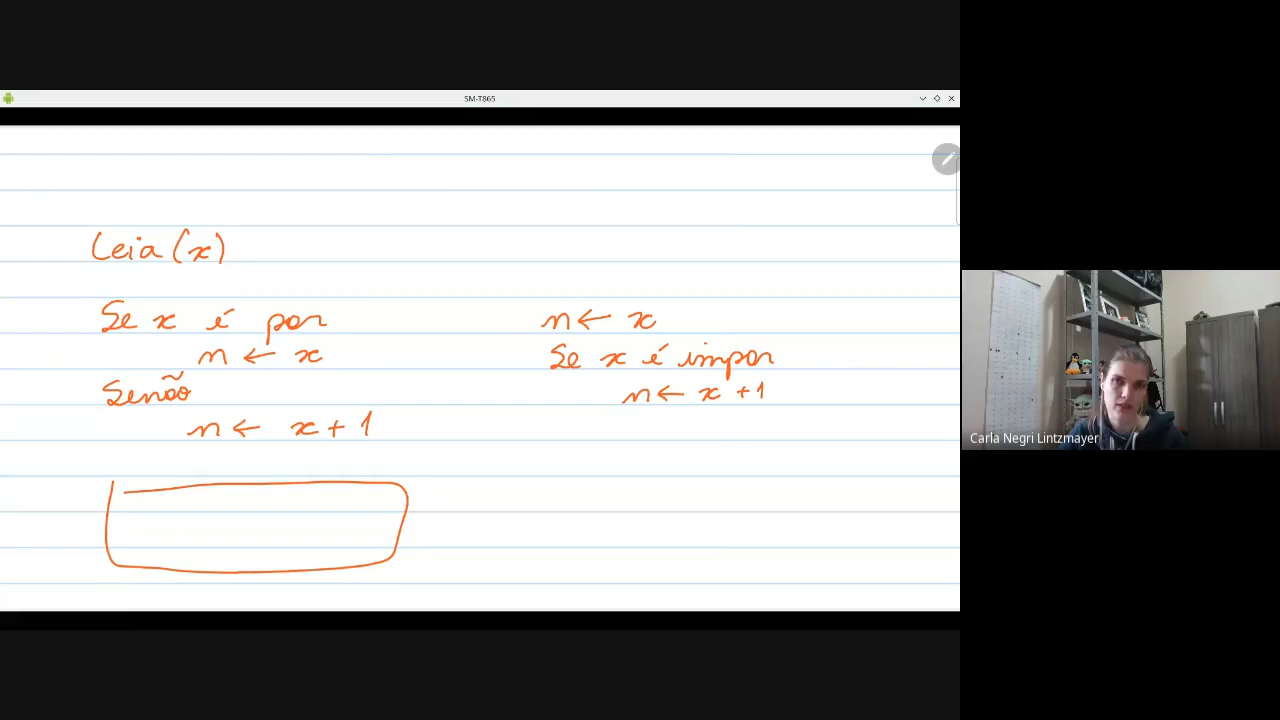 SM-T865
Leia (x)
Se x é par
n ← x
Senão
n ← x + 1
n ← x
Se x é impar
n ← x + 1
Carla Negri Lintzmayer